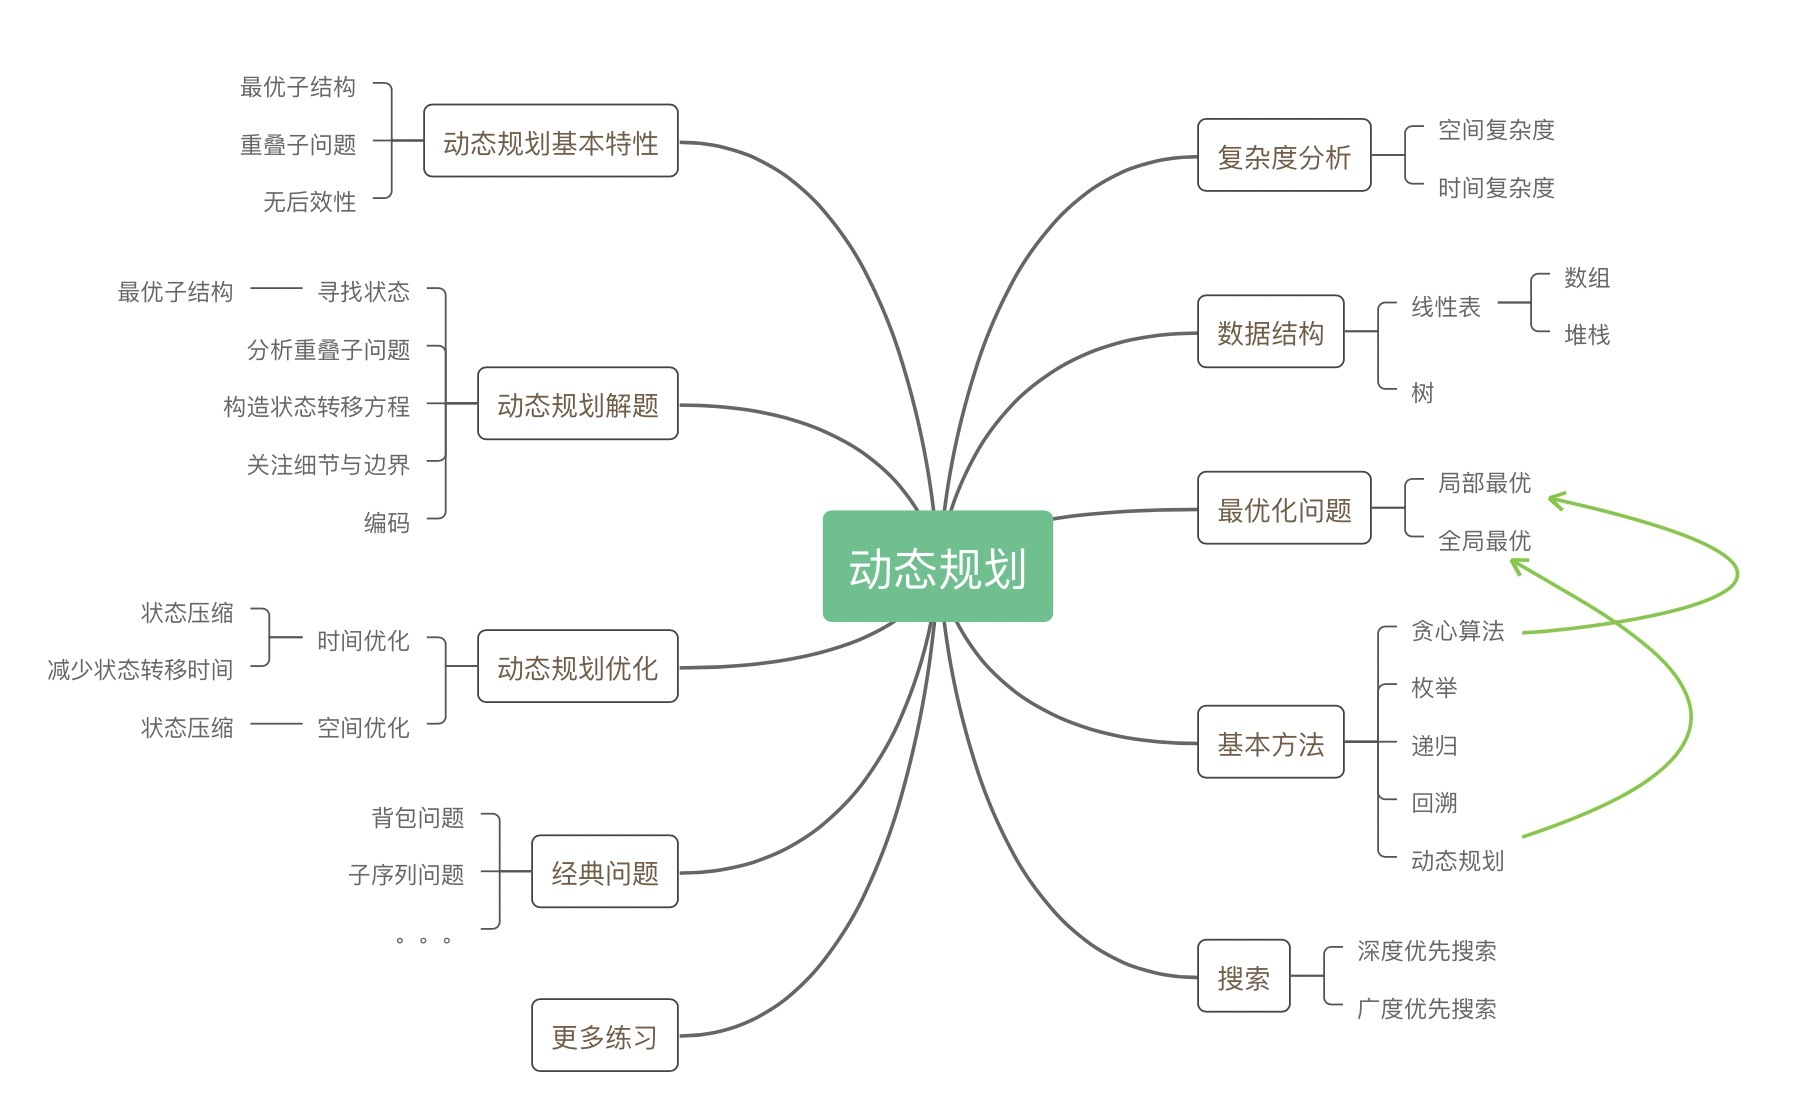 动态规划
动态规划基本特性
最优子结构
重叠子问题
无后效性
动态规划解题
寻找状态
最优子结构
分析重叠子问题
构造状态转移方程
关注细节与边界
编码
动态规划优化
时间优化
状态压缩
减少状态转移时间
空间优化
状态压缩
经典问题
背包问题
子序列问题
。。。
更多练习
复杂度分析
空间复杂度
时间复杂度
数据结构
线性表
数组
堆栈
树
最优化问题
局部最优
全局最优
基本方法
贪心算法
枚举
递归
回溯
动态规划
搜索
深度优先搜索
广度优先搜索